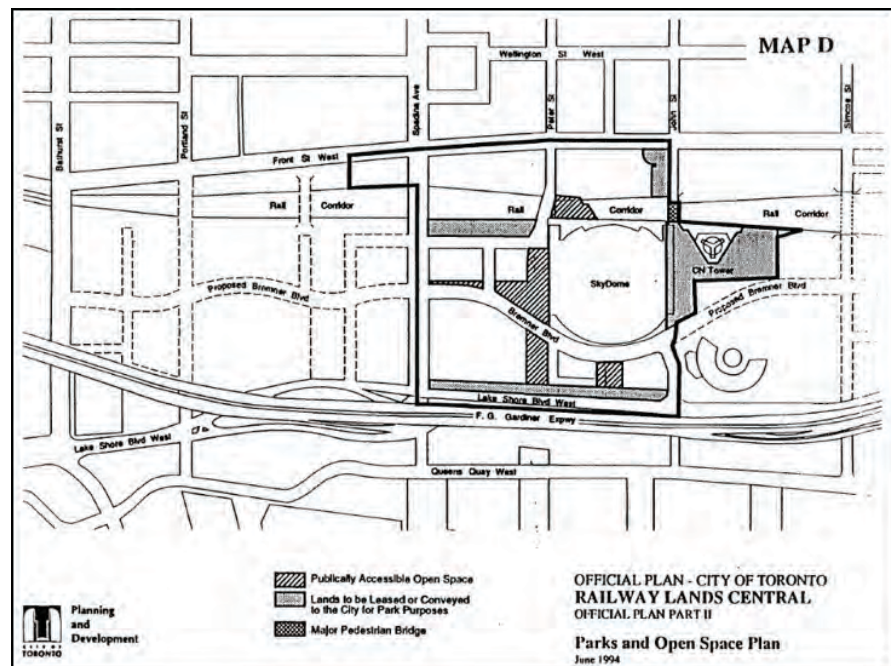 MAP D
Wellington St West
Bathurst St
Portland St
Spadina Ave
Peter St
John St
Simcoe St
Front St West
Rail Corridor
Rail Corridor
Rail Corridor
CN Tower
SkyDome
Proposed Bremner Blvd
Proposed Bremner Blvd
Bremner Blvd
Lake Shore Blvd West
F. G. Gardiner Expwy
Lake Shore Blvd West
Queens Quay West
Publically Accessible Open Space
Lands to be Leased or Conveyed
to the City for Park Purposes
Major Pedestrian Bridge
CITY OF
TORONTO
Planning
and
Development
OFFICIAL PLAN - CITY OF TORONTO
RAILWAY LANDS CENTRAL
OFFICIAL PLAN PART II
Parks and Open Space Plan
June 1994